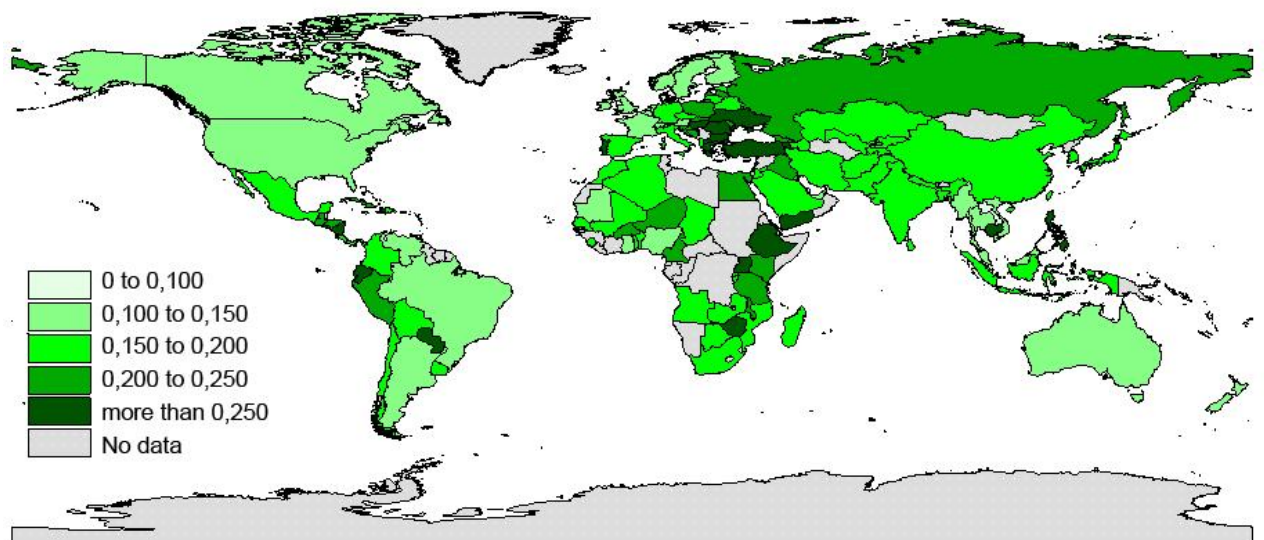 0 to 0,100
0,100 to 0,150
0,150 to 0,200
0,200 to 0,250
more than 0,250
No data